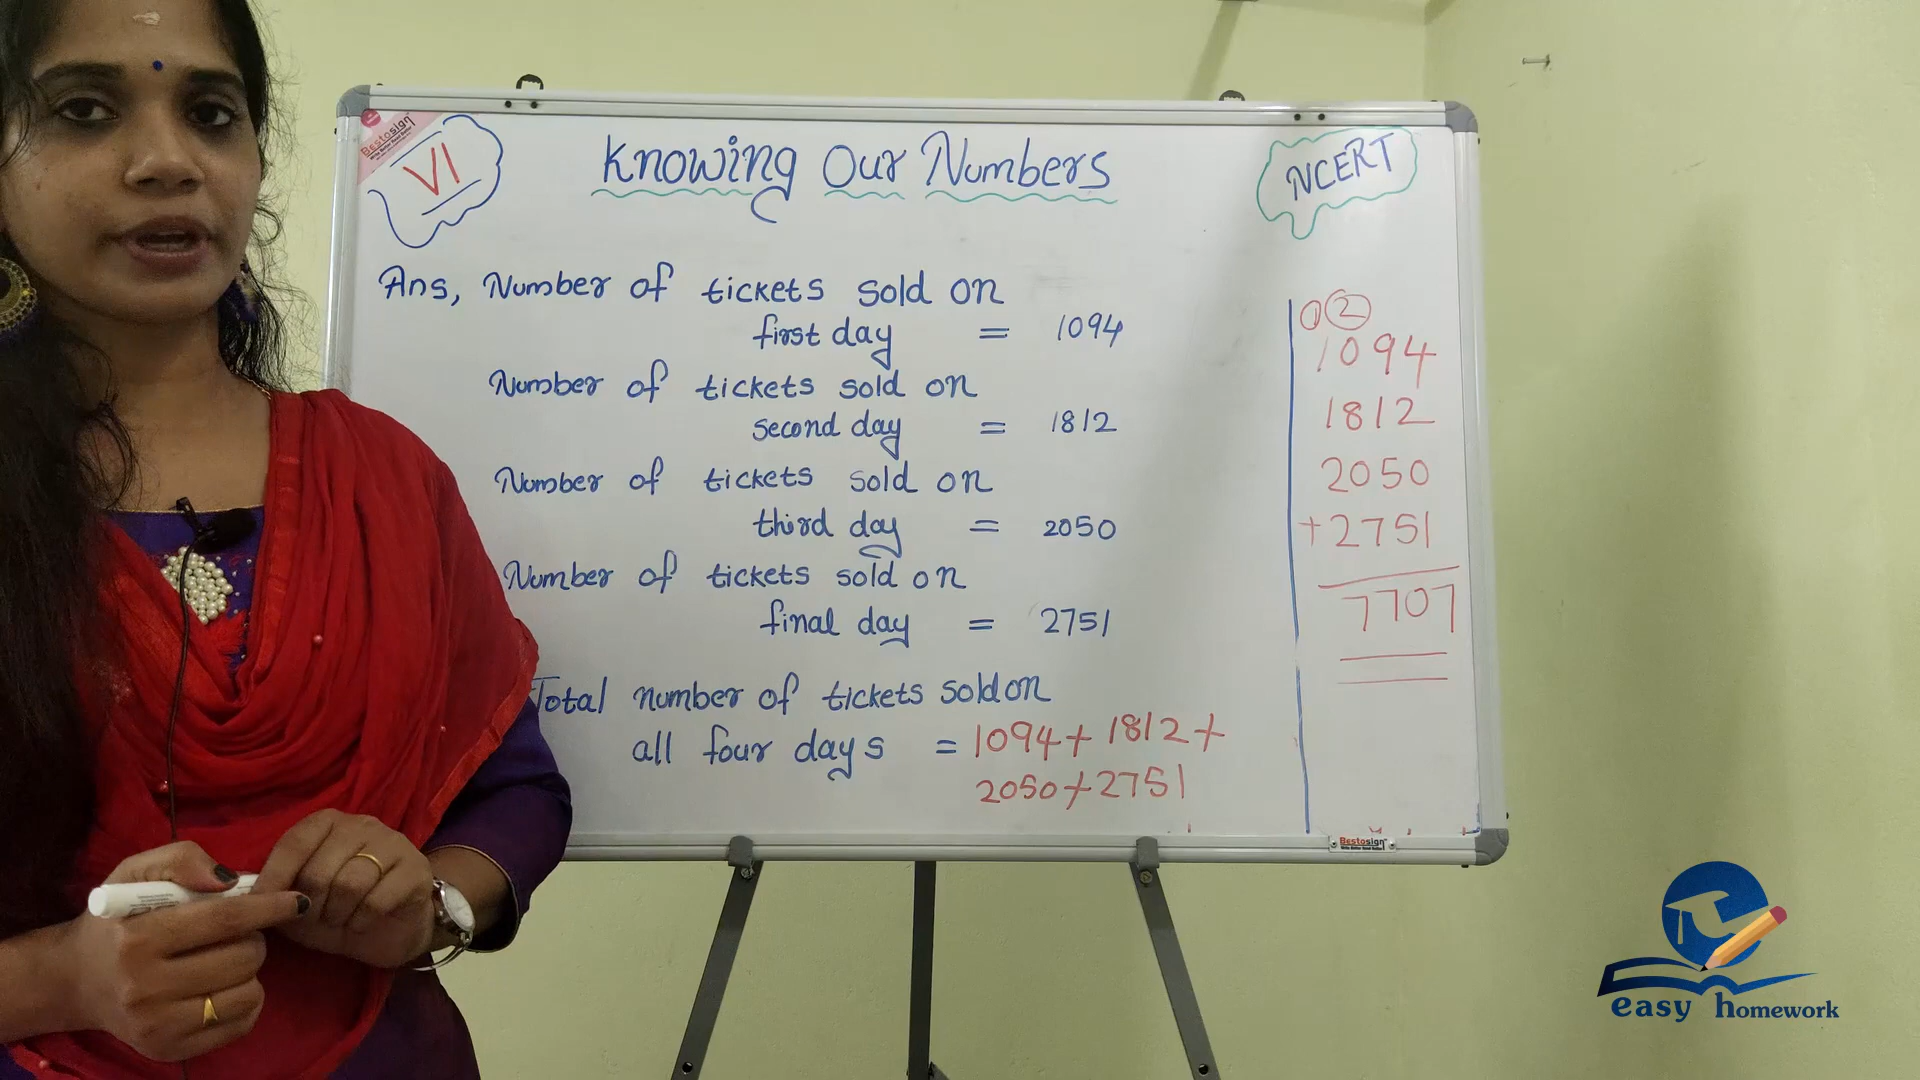 Bestosign
VI
Knowing Our Numbers
NCERT
Ans, Number of tickets sold on
first day = 1094
Number of tickets sold on
second day = 1812
Number of tickets sold on
third day = 2050
Number of tickets sold on
final day = 2751
Total number of tickets sold on
all four days = 1094 + 1812 +
2050 + 2751
1 2
1094
1812
2050
+ 2751
7707
Bestosign
easy homework